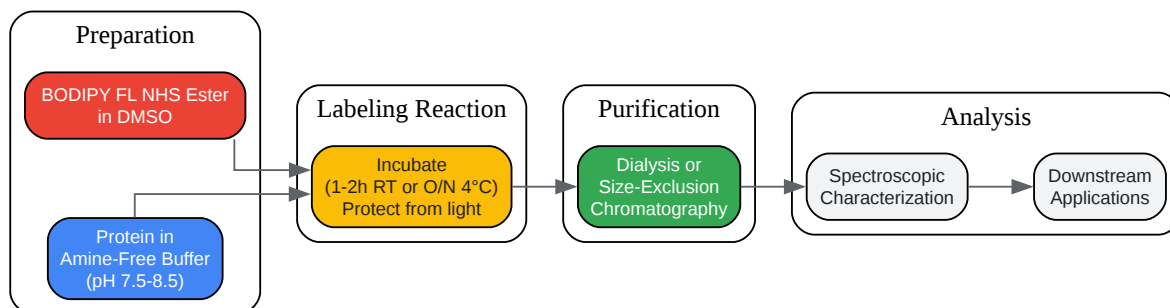 Preparation
BODIPY FL NHS Ester
in DMSO
Protein in
Amine-Free Buffer
(pH 7.5-8.5)
Labeling Reaction
Incubate
(1-2h RT or O/N 4°C)
Protect from light
Purification
Dialysis or
Size-Exclusion
Chromatography
Analysis
Spectroscopic
Characterization
Downstream
Applications